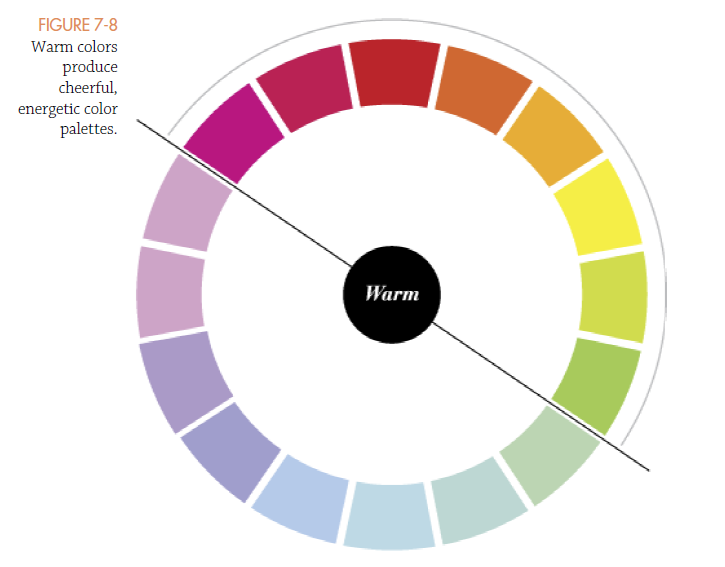 FIGURE 7-8
Warm colors
produce
cheerful,
energetic color
palettes.
Warm